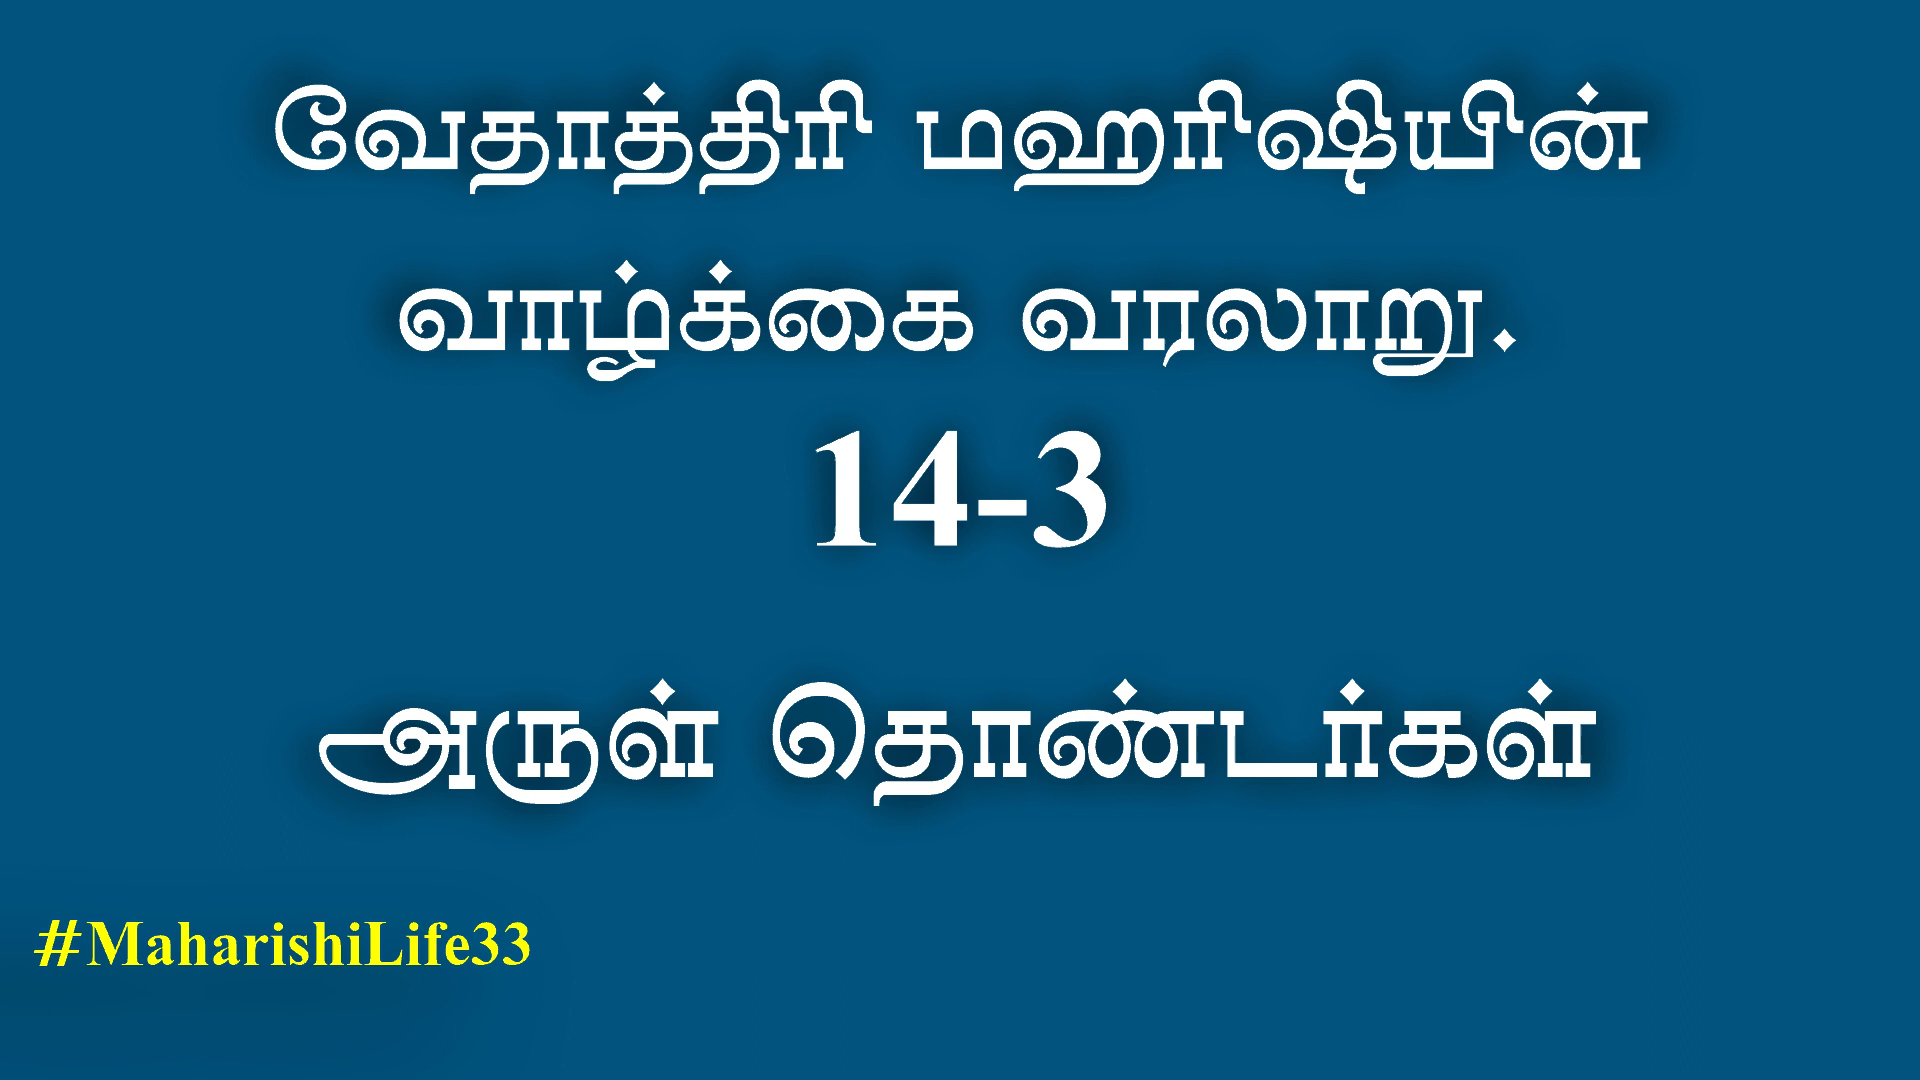 வேதாத்திரி மஹரிஷியின்
வாழ்க்கை வரலாறு.
14-3
அருள் தொண்டர்கள்
#MaharishiLife33